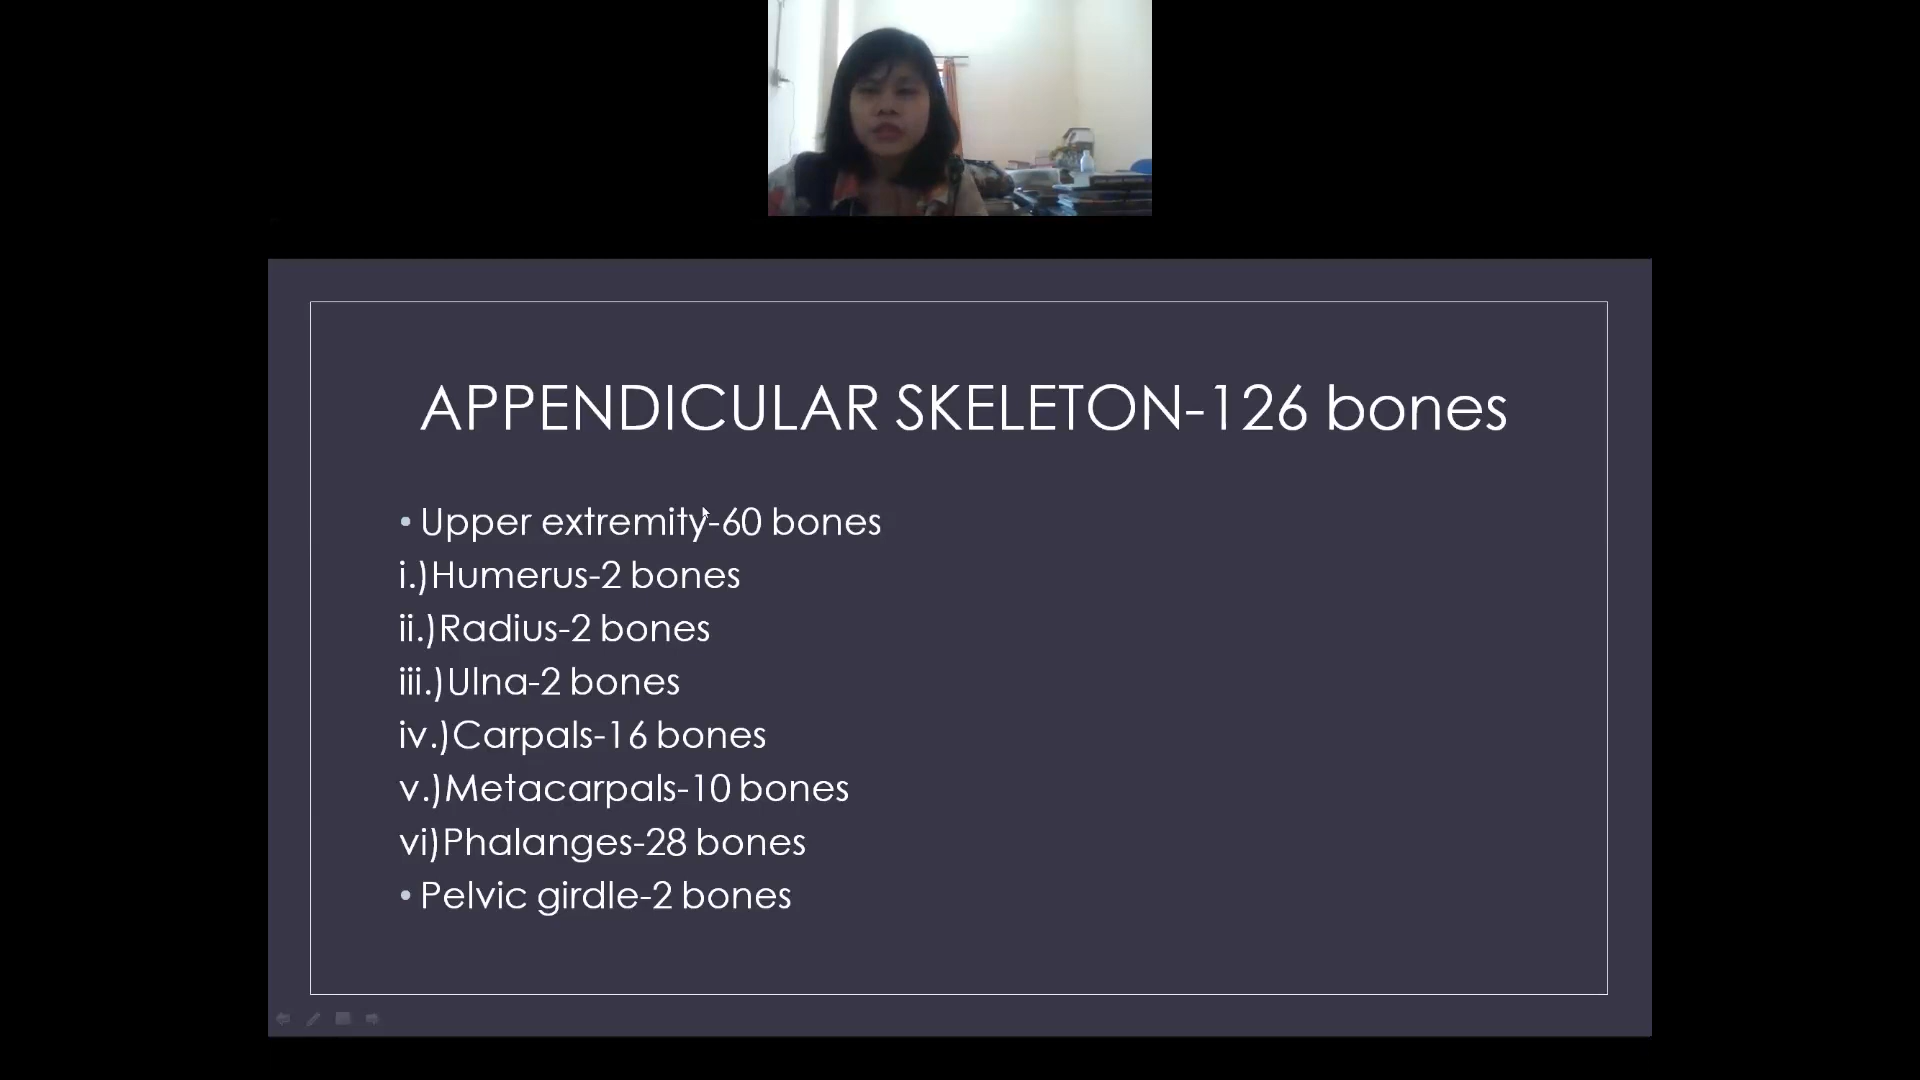 APPENDICULAR SKELETON-126 bones
• Upper extremity-60 bones
i.)Humerus-2 bones
ii.)Radius-2 bones
iii.)Ulna-2 bones
iv.)Carpals-16 bones
v.)Metacarpals-10 bones
vi)Phalanges-28 bones
• Pelvic girdle-2 bones